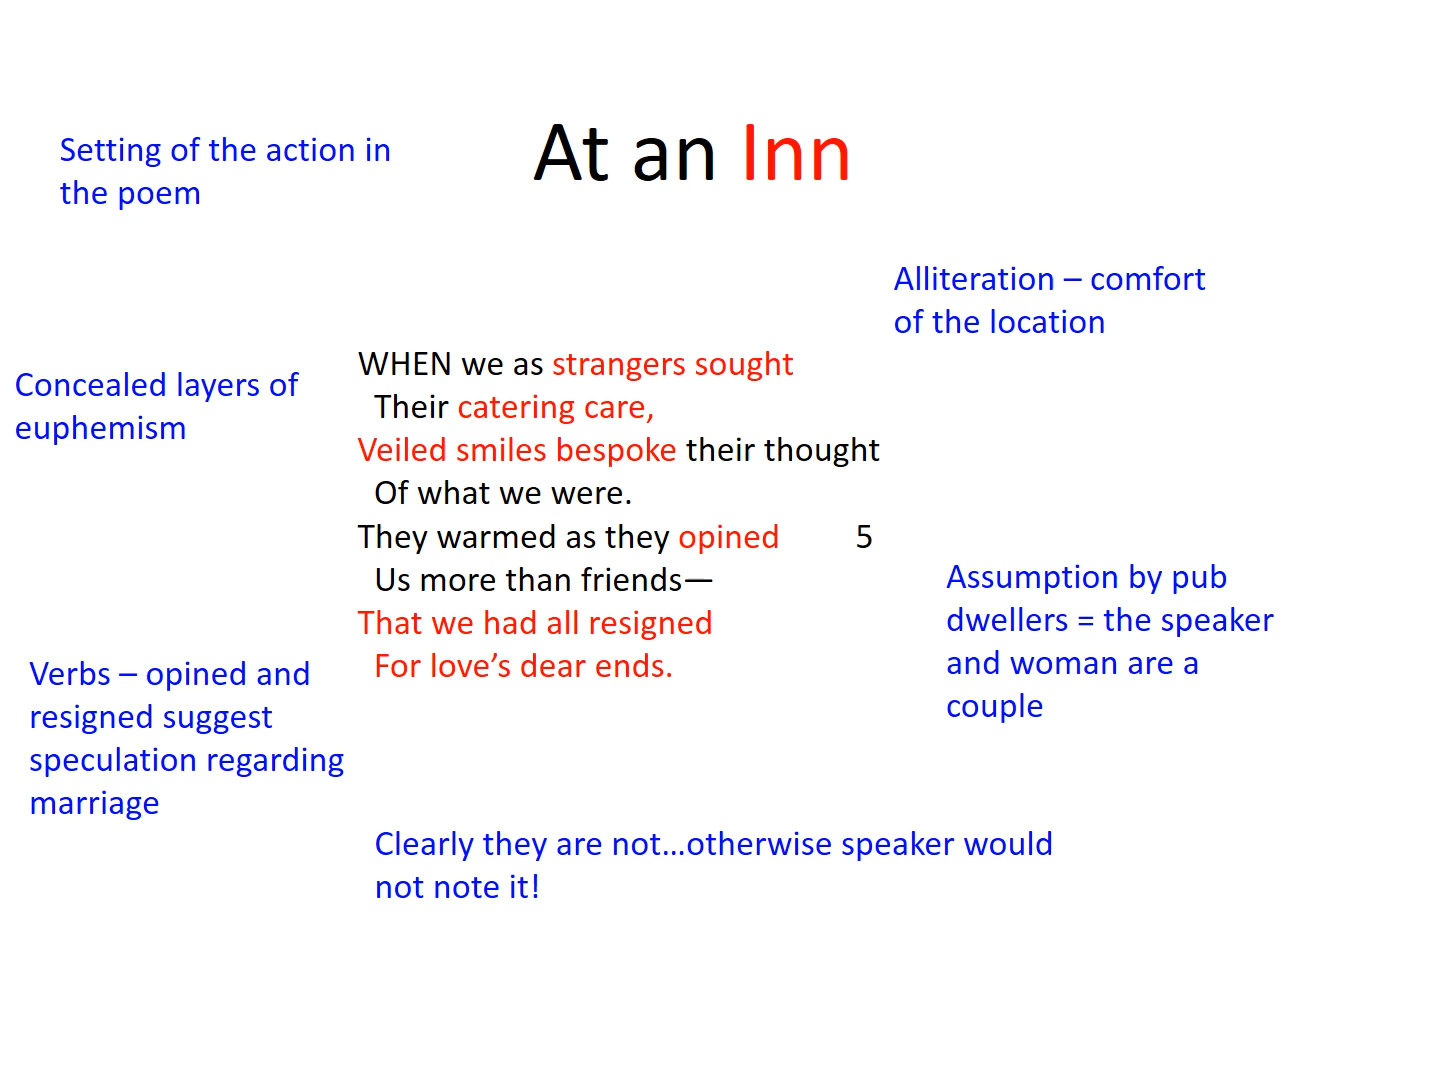 At an Inn
Setting of the action in
the poem
Alliteration – comfort
of the location
Concealed layers of
euphemism
WHEN we as strangers sought
Their catering care,
Veiled smiles bespoke their thought
Of what we were.
They warmed as they opined 5
Us more than friends—
That we had all resigned
For love’s dear ends.
Assumption by pub
dwellers = the speaker
and woman are a
couple
Verbs – opined and
resigned suggest
speculation regarding
marriage
Clearly they are not…otherwise speaker would
not note it!